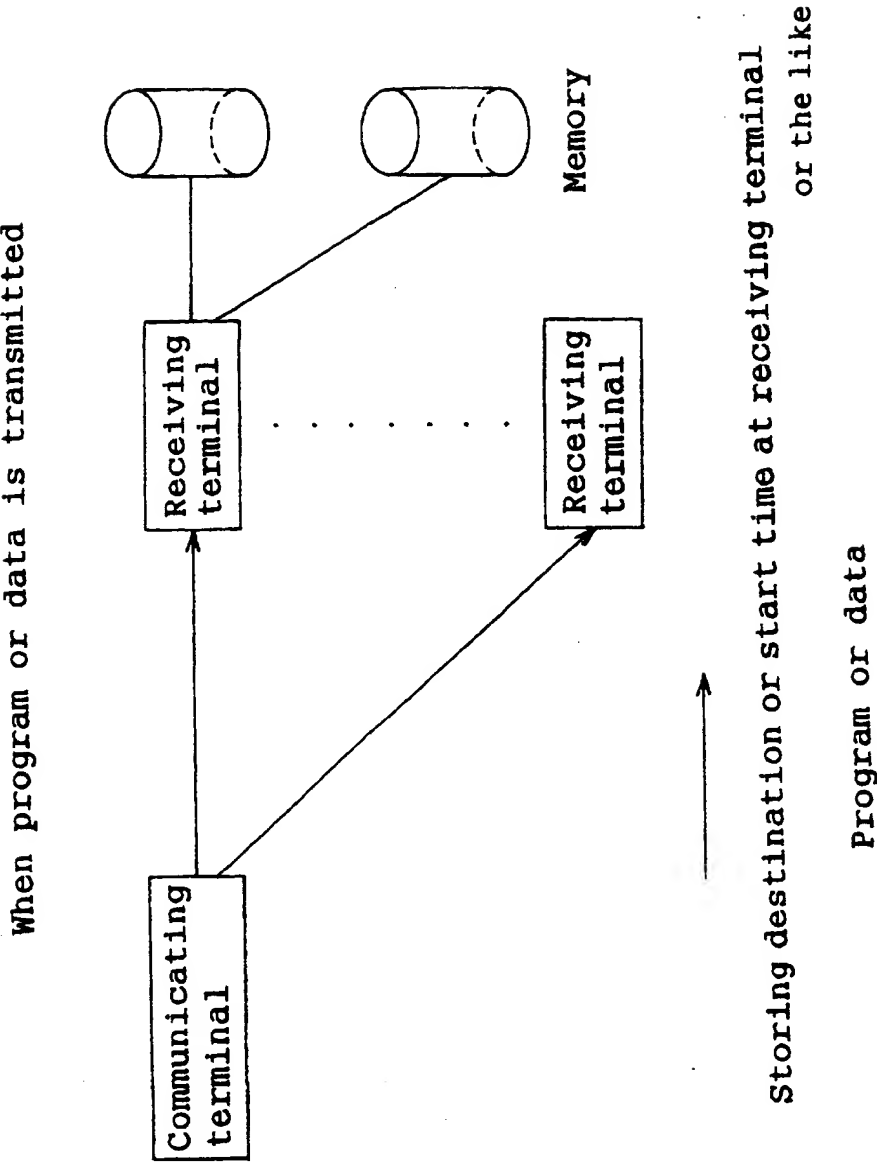 When program or data is transmitted
Communicating
terminal
Receiving
terminal
Receiving
terminal
Memory
Storing destination or start time at receiving terminal
or the like
Program or data